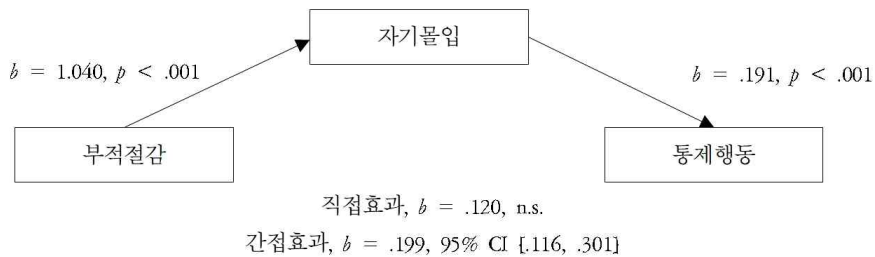 자기몰입
b = 1.040, p < .001
b = .191, p < .001
부적절감
통제행동
직접효과, b = .120, n.s.
간접효과, b = .199, 95% CI [.116, .301]